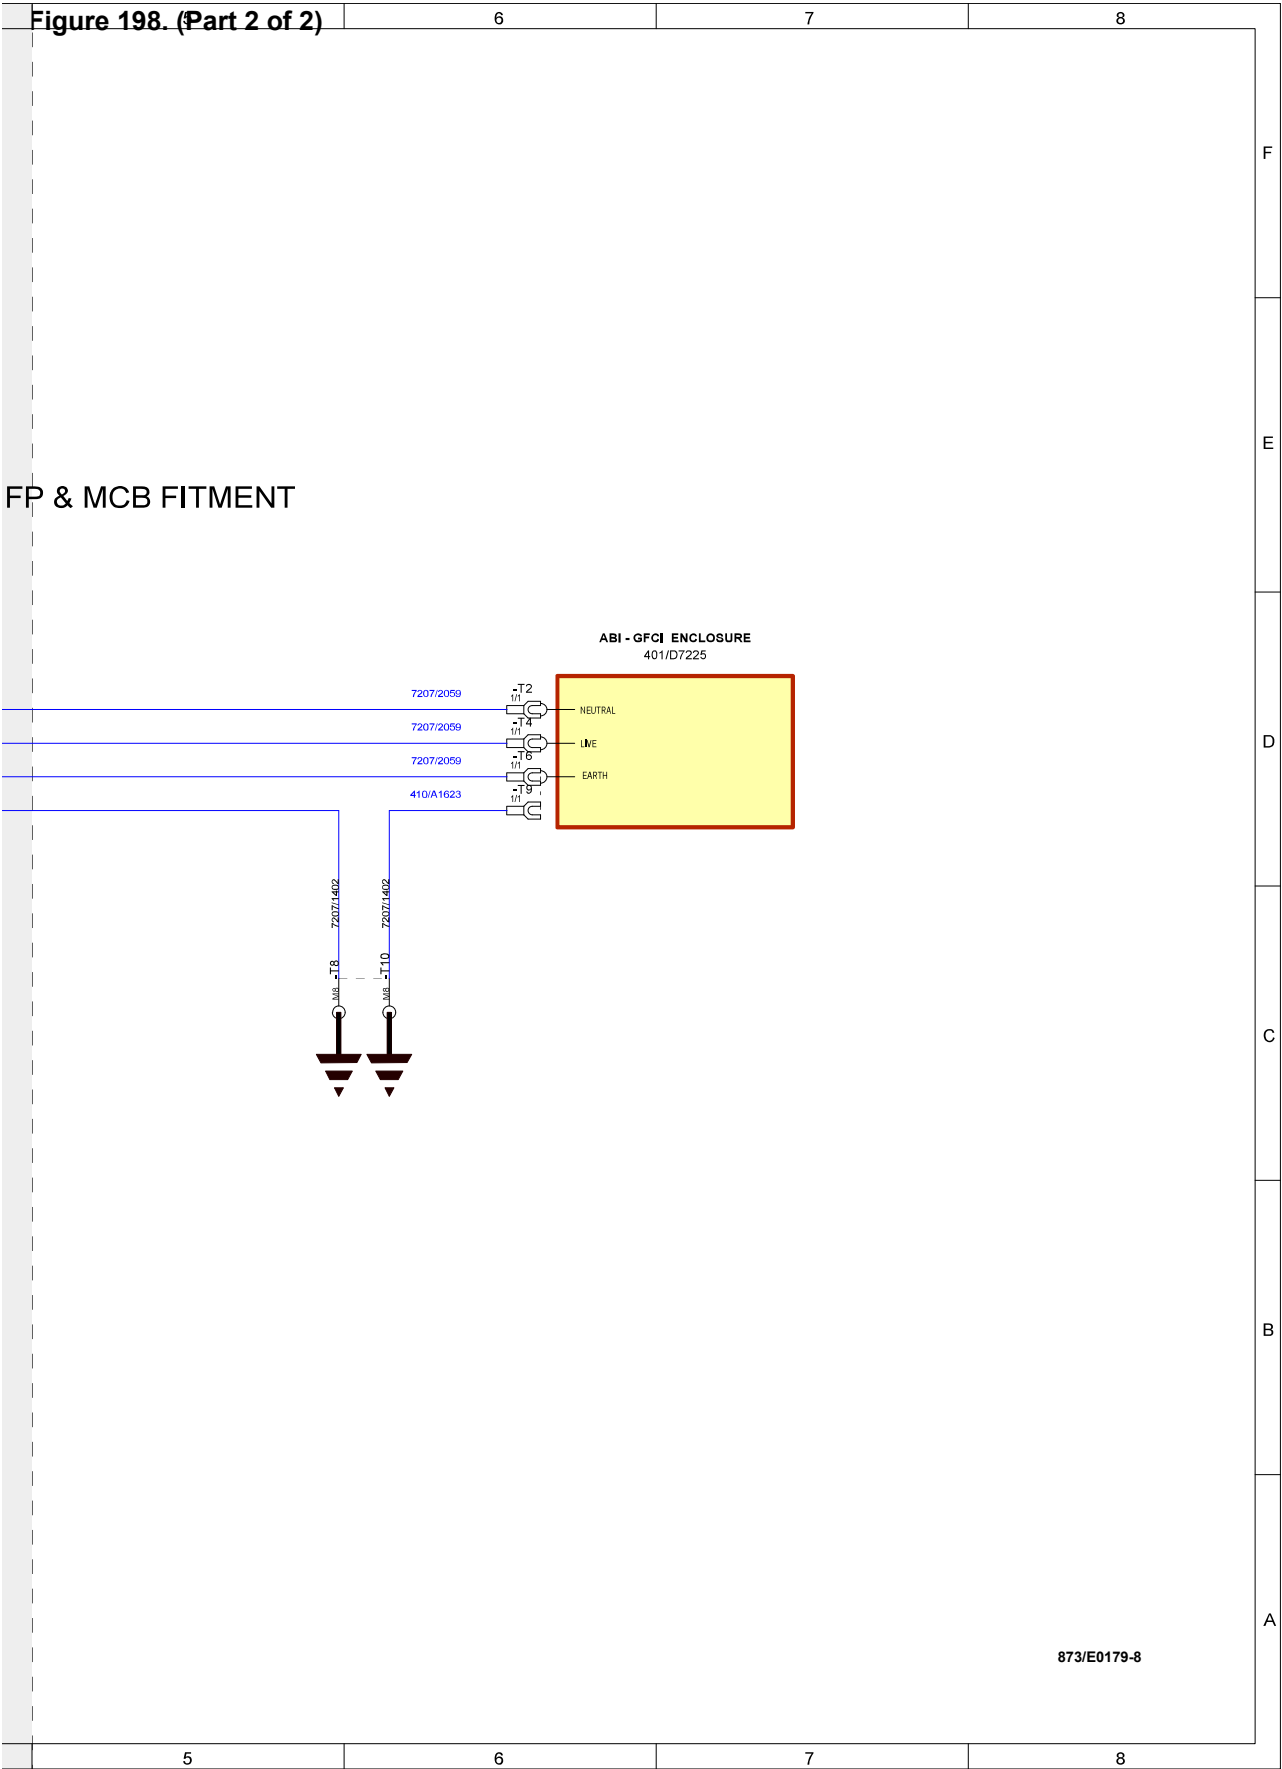 Figure 198. (Part 2 of 2)
5
6
7
8
F
E
FP & MCB FITMENT
ABI - GFCI ENCLOSURE
401/D7225
7207/2059
-T2
1/1
NEUTRAL
7207/2059
-T4
1/1
LIVE
D
7207/2059
-T6
1/1
EARTH
410/A1623
-T9
1/1
7207/1402
7207/1402
-T8
-T10
M8
M8
C
B
A
873/E0179-8
5
6
7
8